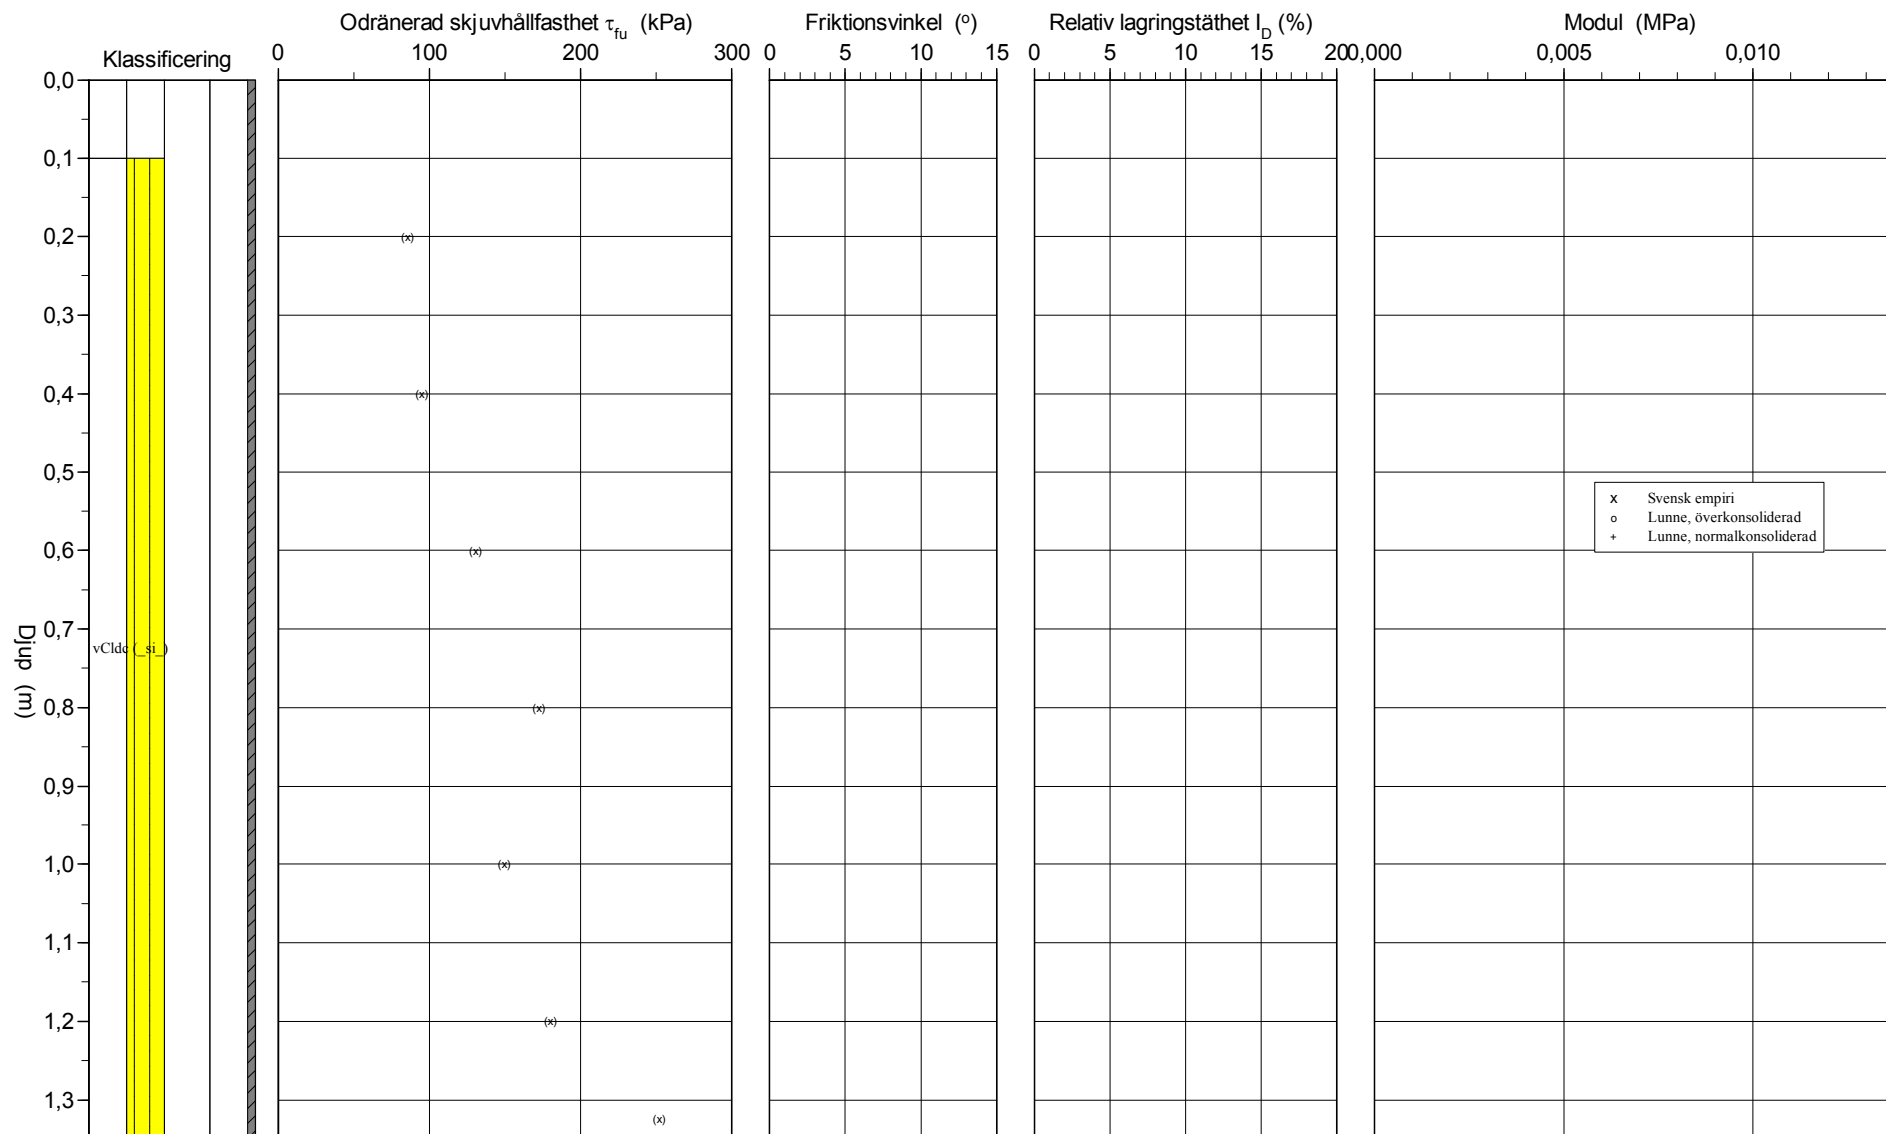 Odränerad skjuvhållfasthet τfu (kPa)
Friktionsvinkel (o)
Relativ lagringstäthet ID (%)
Modul (MPa)
Klassificering
0 100 200 300
0 5 10 15
0 5 10 15 20
0,000 0,005 0,010
0,0
0,1
0,2
(x)
0,3
0,4
(x)
0,5
x Svensk empiri
o Lunne, överkonsoliderad
+ Lunne, normalkonsoliderad
0,6
(x)
0,7
vCldc (_si_)
Djup (m)
0,8
(x)
0,9
1,0
(x)
1,1
1,2
(x)
1,3
(x)